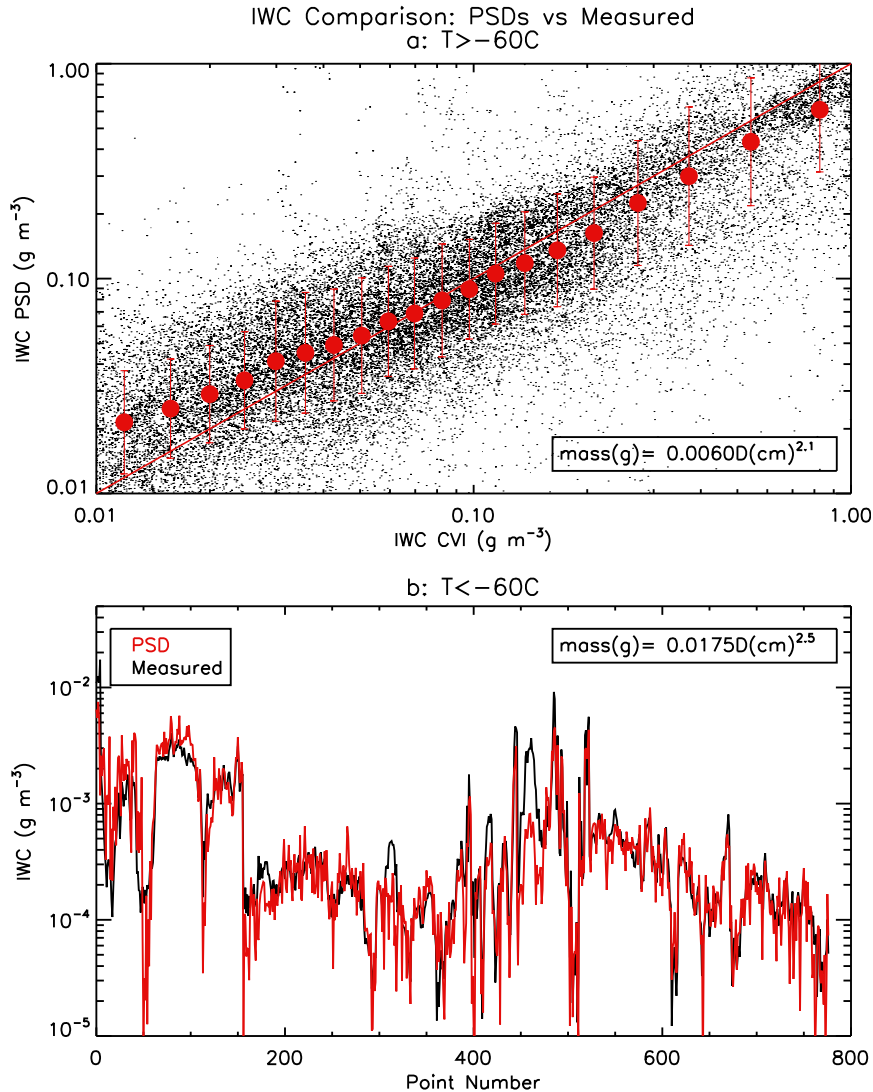 IWC Comparison: PSDs vs Measured
a: T>-60C
1.00
0.10
0.01
IWC PSD (g m⁻³)
mass(g)= 0.0060D(cm)²·¹
0.01 0.10 1.00
IWC CVI (g m⁻³)
b: T<-60C
PSD
Measured
mass(g)= 0.0175D(cm)²·⁵
10⁻²
10⁻³
10⁻⁴
10⁻⁵
IWC (g m⁻³)
0 200 400 600 800
Point Number